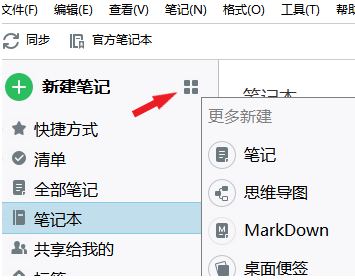 文件(F) 编辑(E) 查看(V) 笔记(N) 格式(O) 工具(T) 帮助
同步 官方笔记本
新建笔记
笔记本
更多新建
快捷方式
笔记
清单
思维导图
全部笔记
笔记本
MarkDown
共享给我的
桌面便签